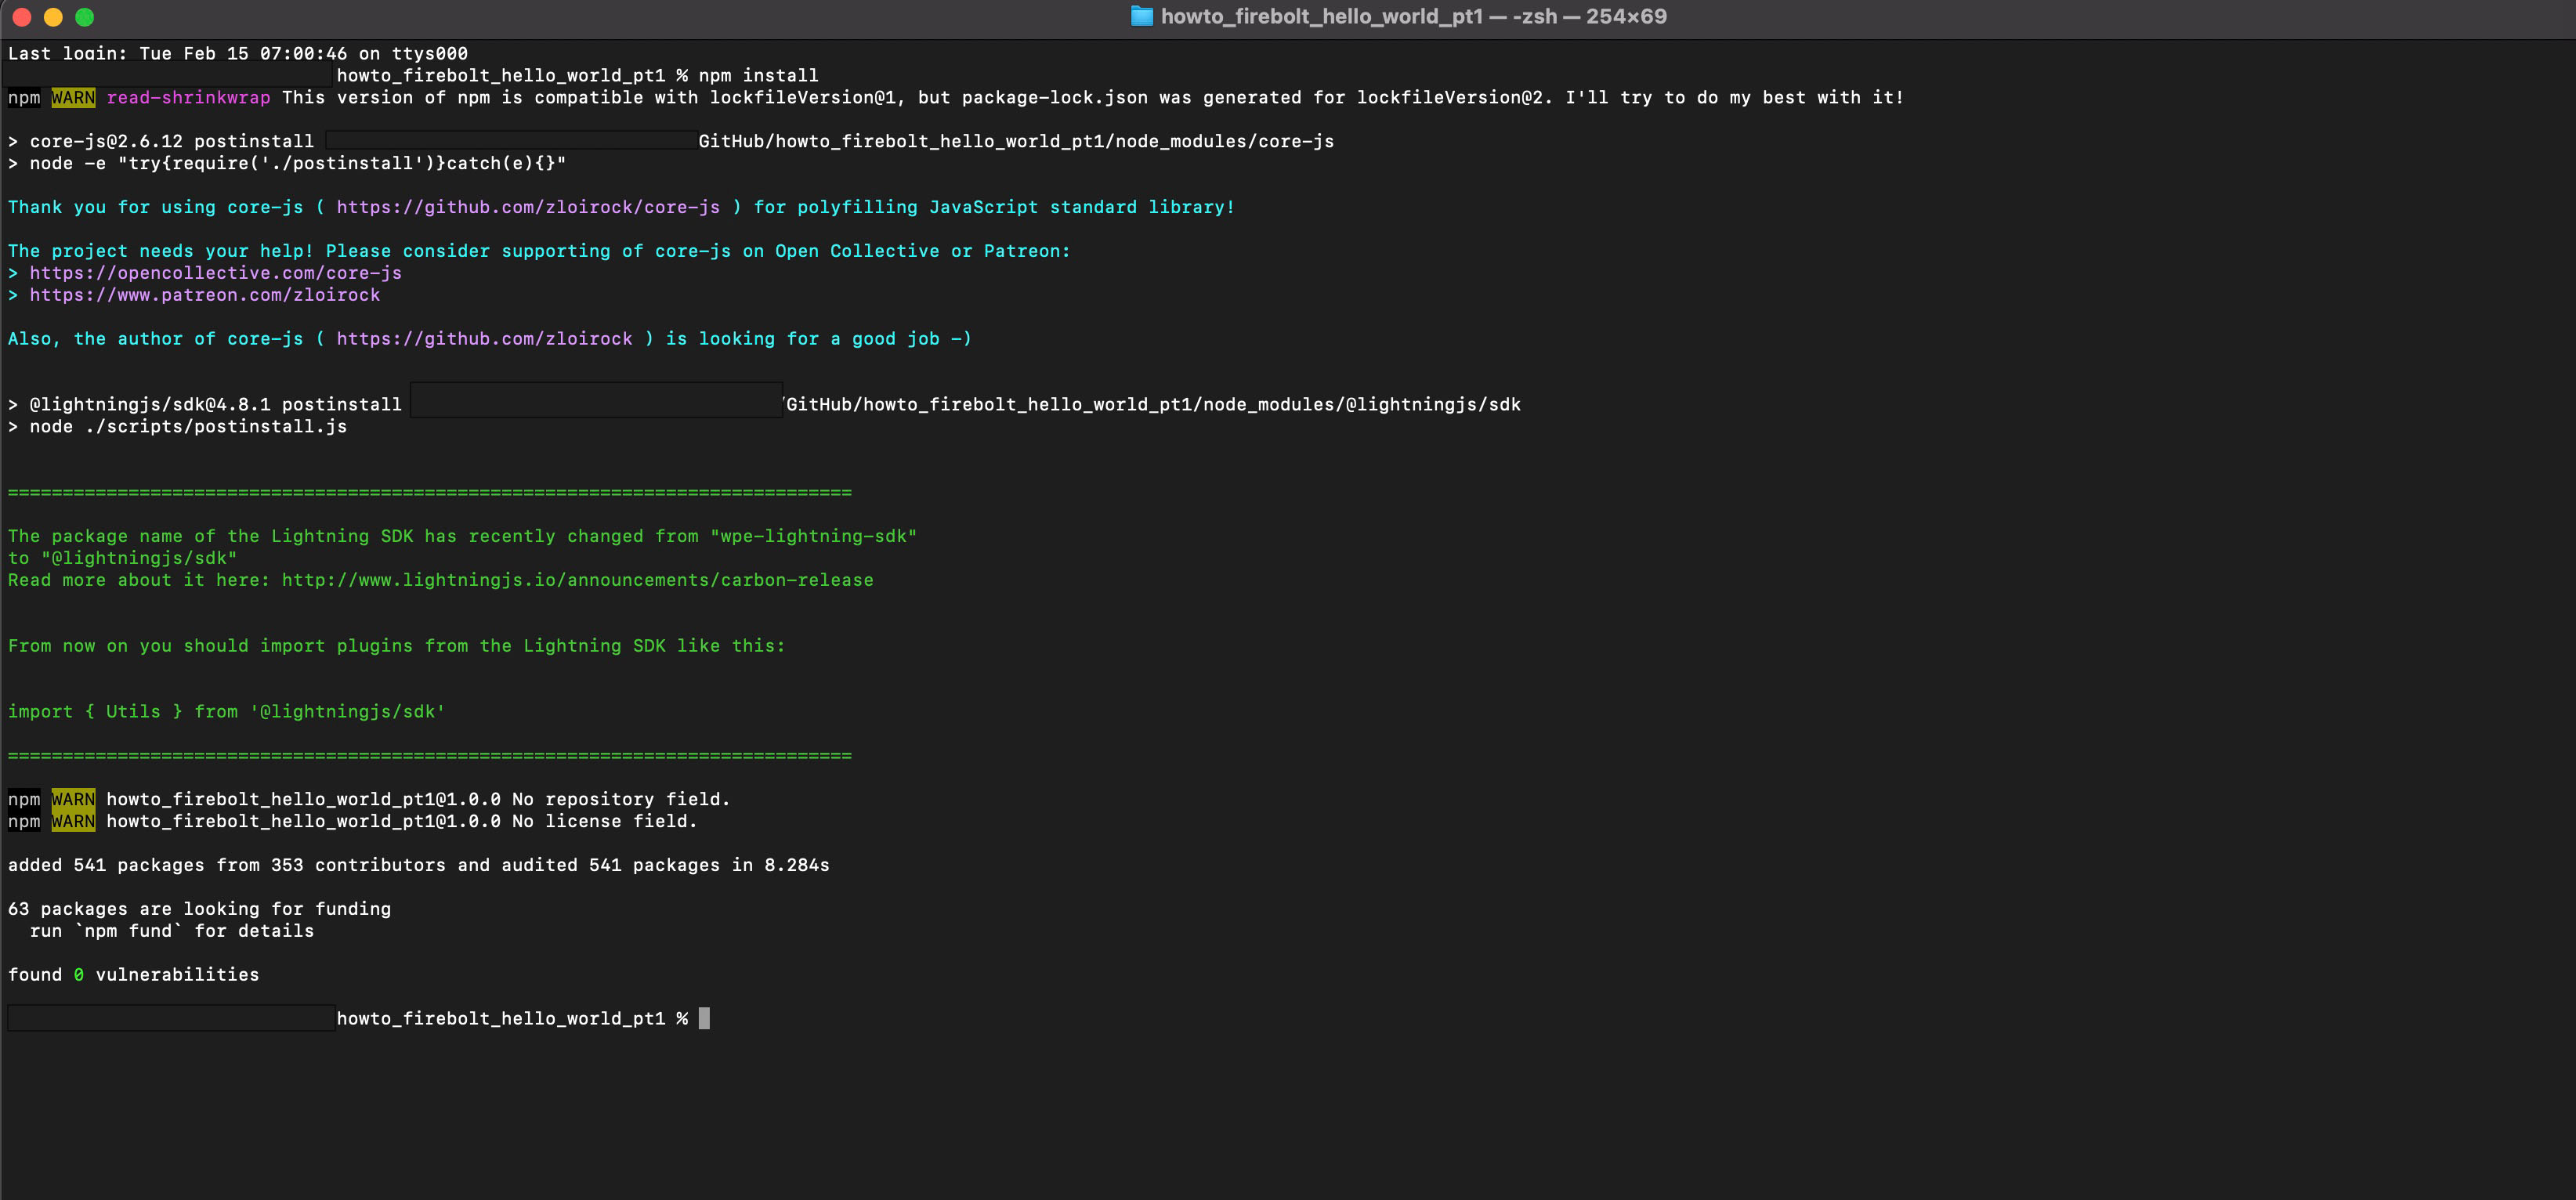 howto_firebolt_hello_world_pt1 — -zsh — 254×69
Last login: Tue Feb 15 07:00:46 on ttys000
howto_firebolt_hello_world_pt1 % npm install
npm WARN read-shrinkwrap This version of npm is compatible with lockfileVersion@1, but package-lock.json was generated for lockfileVersion@2. I'll try to do my best with it!
> core-js@2.6.12 postinstall GitHub/howto_firebolt_hello_world_pt1/node_modules/core-js
> node -e "try{require('./postinstall')}catch(e){}"
Thank you for using core-js ( https://github.com/zloirock/core-js ) for polyfilling JavaScript standard library!
The project needs your help! Please consider supporting of core-js on Open Collective or Patreon:
> https://opencollective.com/core-js
> https://www.patreon.com/zloirock
Also, the author of core-js ( https://github.com/zloirock ) is looking for a good job -)
> @lightningjs/sdk@4.8.1 postinstall /GitHub/howto_firebolt_hello_world_pt1/node_modules/@lightningjs/sdk
> node ./scripts/postinstall.js
=============================================================================
The package name of the Lightning SDK has recently changed from "wpe-lightning-sdk"
to "@lightningjs/sdk"
Read more about it here: http://www.lightningjs.io/announcements/carbon-release
From now on you should import plugins from the Lightning SDK like this:
import { Utils } from '@lightningjs/sdk'
=============================================================================
npm WARN howto_firebolt_hello_world_pt1@1.0.0 No repository field.
npm WARN howto_firebolt_hello_world_pt1@1.0.0 No license field.
added 541 packages from 353 contributors and audited 541 packages in 8.284s
63 packages are looking for funding
  run `npm fund` for details
found 0 vulnerabilities
howto_firebolt_hello_world_pt1 %